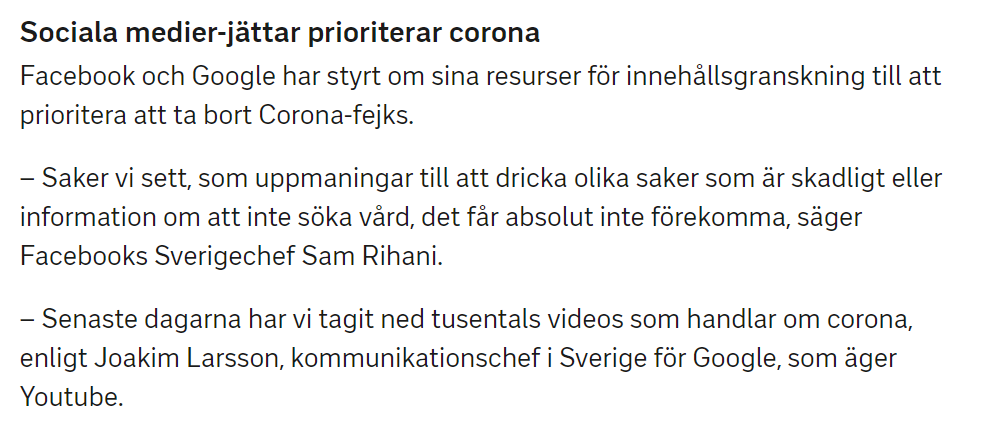 Sociala medier-jättar prioriterar corona
Facebook och Google har styrt om sina resurser för innehållsgranskning till att
prioritera att ta bort Corona-fejks.
– Saker vi sett, som uppmaningar till att dricka olika saker som är skadligt eller
information om att inte söka vård, det får absolut inte förekomma, säger
Facebooks Sverigechef Sam Rihani.
– Senaste dagarna har vi tagit ned tusentals videos som handlar om corona,
enligt Joakim Larsson, kommunikationschef i Sverige för Google, som äger
Youtube.